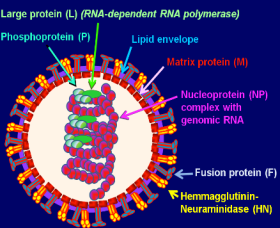 Large protein (L) (RNA-dependent RNA polymerase)
Phosphoprotein (P)
Lipid envelope
Matrix protein (M)
Nucleoprotein (NP)
complex with
genomic RNA
Fusion protein (F)
Hemmagglutinin-
Neuraminidase (HN)